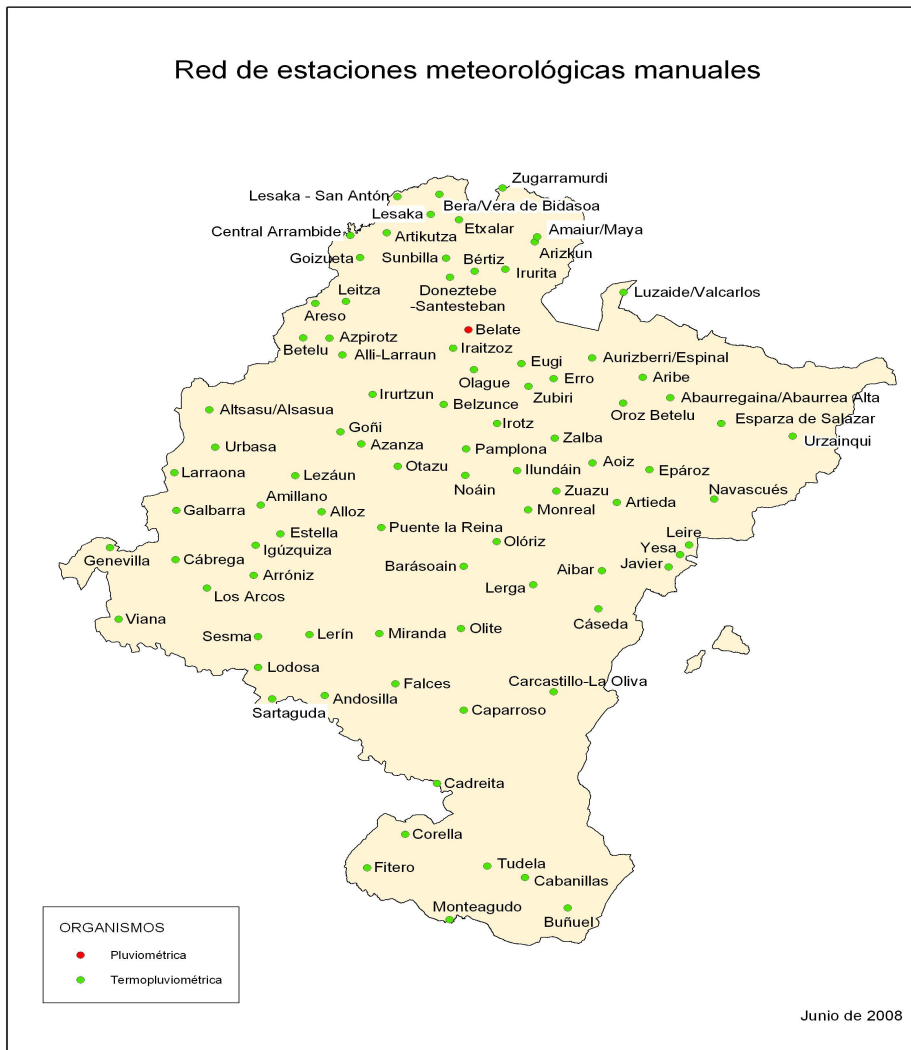 Red de estaciones meteorológicas manuales
Zugarramurdi
Lesaka - San Antón
Bera/Vera de Bidasoa
Lesaka
Etxalar
Central Arrambide
Artikutza
Amaiur/Maya
Arizkun
Goizueta
Sunbilla
Bértiz
Irurita
Doneztebe
-Santesteban
Leitza
Luzaide/Valcarlos
Areso
Belate
Azpirotz
Betelu
Alli-Larraun
Iraitzoz
Eugi
Aurizberri/Espinal
Olague
Erro
Aribe
Irurtzun
Zubiri
Belzunce
Abaurregaina/Abaurrea Alta
Oroz Betelu
Altsasu/Alsasua
Goñi
Irotz
Esparza de Salazar
Urbasa
Azanza
Zalba
Urzainqui
Pamplona
Otazu
Aoiz
Larraona
Lezáun
Ilundáin
Epároz
Noáin
Zuazu
Navascués
Amillano
Galbarra
Alloz
Monreal
Artieda
Puente la Reina
Estella
Leire
Olóriz
Igúzquiza
Yesa
Genevilla
Cábrega
Barásoain
Aibar
Javier
Arróniz
Lerga
Los Arcos
Viana
Cáseda
Sesma
Lerín
Miranda
Olite
Lodosa
Falces
Carcastillo-La Oliva
Andosilla
Sartaguda
Caparroso
Cadreita
Corella
Fitero
Tudela
Cabanillas
Monteagudo
Buñuel
ORGANISMOS
Pluviométrica
Termopluviométrica
Junio de 2008